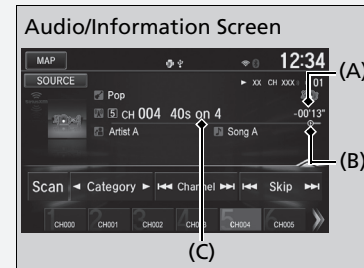 Audio/Information Screen
MAP 12:34
SOURCE XX CH XXX 01 (A)
Pop
5 CH 004 40s on 4 -00'13"
Artist A Song A
(B)
Scan Category Channel Skip
CH000 CH001 CH002 5 CH004 CH005
(C)